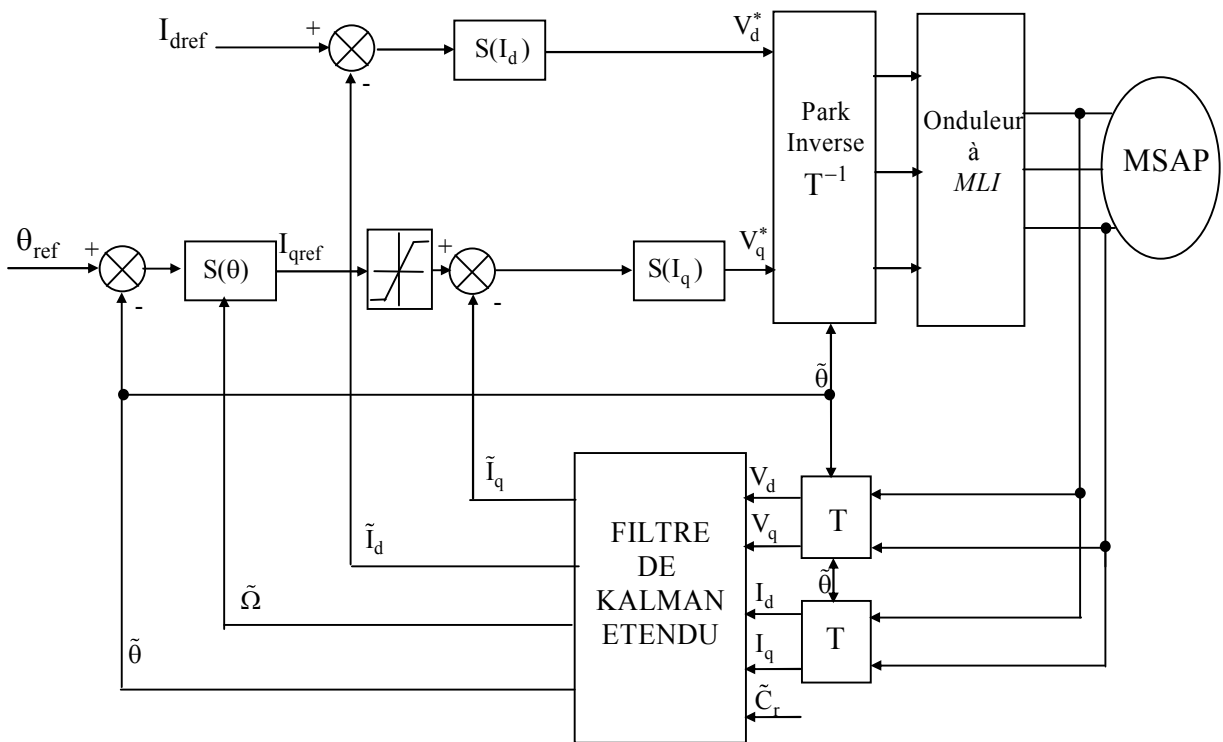 I_dref
+
-
S(I_d)
V_d^*
Park
Inverse
T^−1
Onduleur
à
MLI
MSAP
θ_ref
+
-
S(θ)
I_qref
+
-
S(I_q)
V_q^*
θ̃
Ĩ_q
Ĩ_d
Ω̃
θ̃
FILTRE
DE
KALMAN
ETENDU
V_d
V_q
T
θ̃
I_d
I_q
T
C̃_r